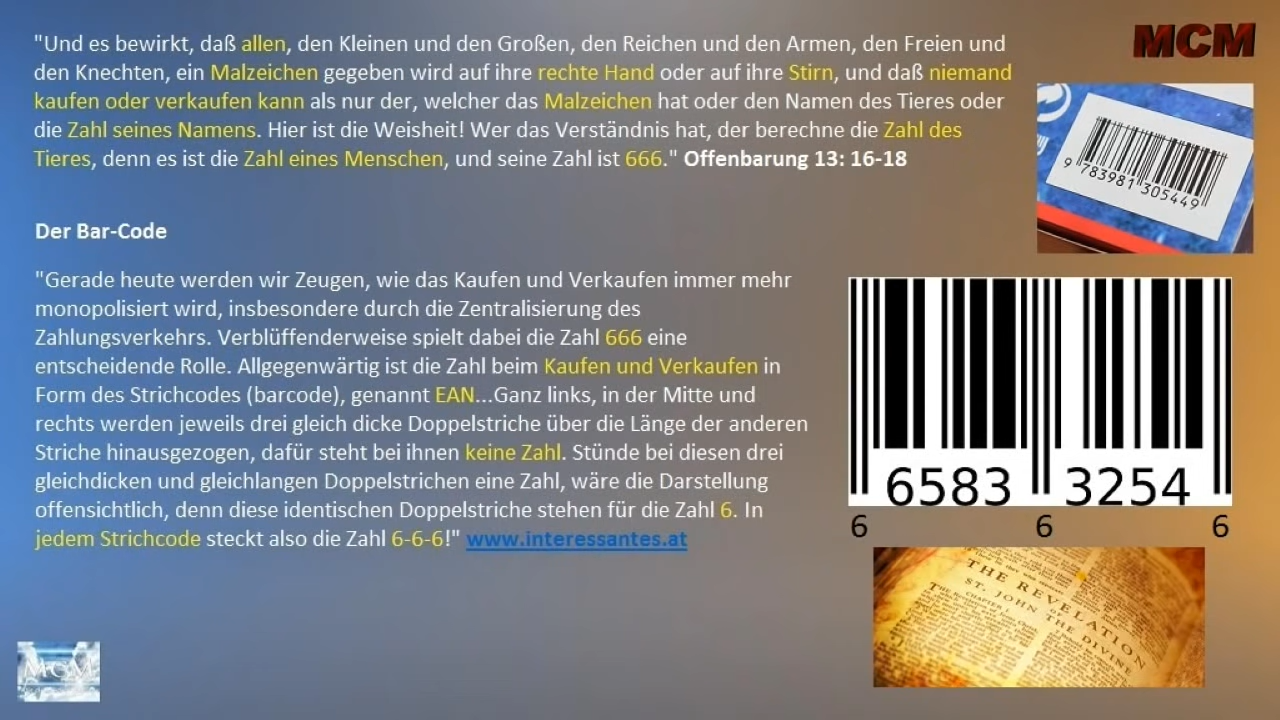 "Und es bewirkt, daß allen, den Kleinen und den Großen, den Reichen und den Armen, den Freien und
den Knechten, ein Malzeichen gegeben wird auf ihre rechte Hand oder auf ihre Stirn, und daß niemand
kaufen oder verkaufen kann als nur der, welcher das Malzeichen hat oder den Namen des Tieres oder
die Zahl seines Namens. Hier ist die Weisheit! Wer das Verständnis hat, der berechne die Zahl des
Tieres, denn es ist die Zahl eines Menschen, und seine Zahl ist 666." Offenbarung 13: 16-18
MCM
9 783981 305449
Der Bar-Code
"Gerade heute werden wir Zeugen, wie das Kaufen und Verkaufen immer mehr
monopolisiert wird, insbesondere durch die Zentralisierung des
Zahlungsverkehrs. Verblüffenderweise spielt dabei die Zahl 666 eine
entscheidende Rolle. Allgegenwärtig ist die Zahl beim Kaufen und Verkaufen in
Form des Strichcodes (barcode), genannt EAN...Ganz links, in der Mitte und
rechts werden jeweils drei gleich dicke Doppelstriche über die Länge der anderen
Striche hinausgezogen, dafür steht bei ihnen keine Zahl. Stünde bei diesen drei
gleichdicken und gleichlangen Doppelstrichen eine Zahl, wäre die Darstellung
offensichtlich, denn diese identischen Doppelstriche stehen für die Zahl 6. In
jedem Strichcode steckt also die Zahl 6-6-6!" www.interessantes.at
6583 3254
6 6 6
THE REVELATION
OF
ST. JOHN THE DIVINE
CHAPTER I
MCM